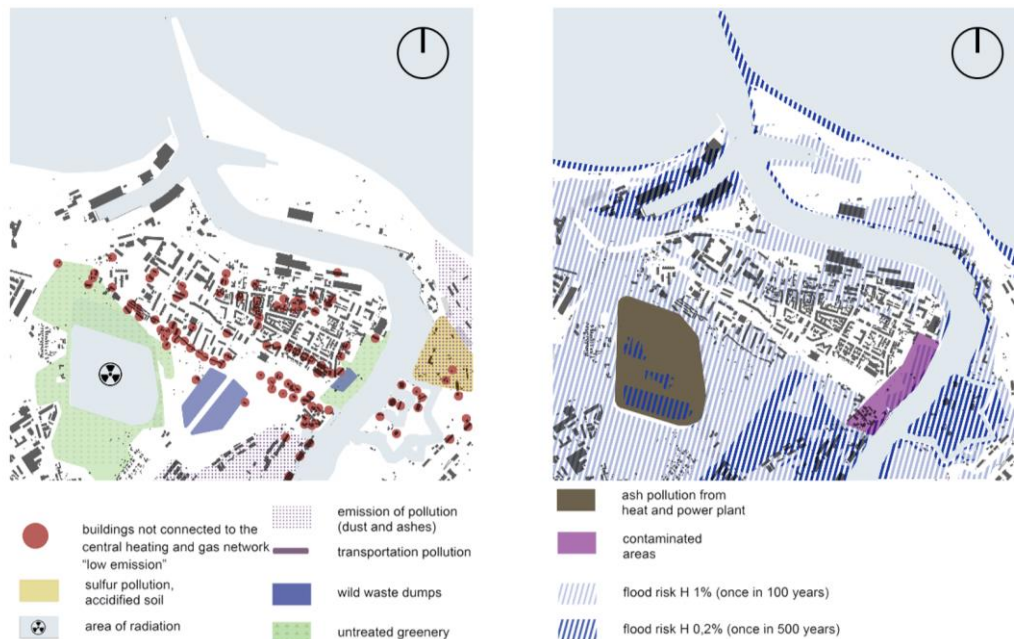 buildings not connected to the
central heating and gas network
“low emission”
sulfur pollution,
accidified soil
area of radiation
emission of pollution
(dust and ashes)
transportation pollution
wild waste dumps
untreated greenery
ash pollution from
heat and power plant
contaminated
areas
flood risk H 1% (once in 100 years)
flood risk H 0,2% (once in 500 years)